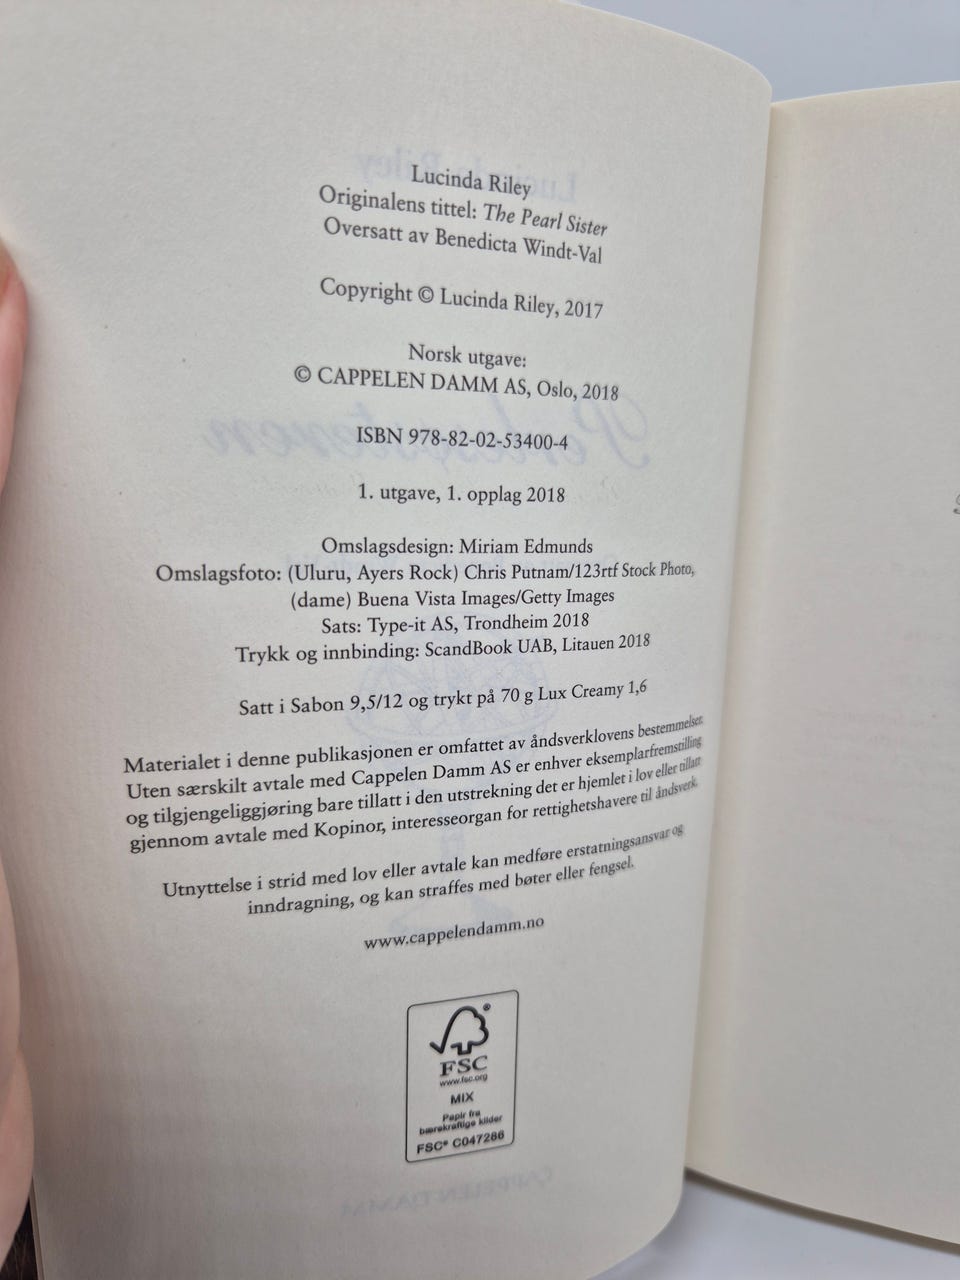 Lucinda Riley
Originalens tittel: The Pearl Sister
Oversatt av Benedicta Windt-Val
Copyright © Lucinda Riley, 2017
Norsk utgave:
© CAPPELEN DAMM AS, Oslo, 2018
ISBN 978-82-02-53400-4
1. utgave, 1. opplag 2018
Omslagsdesign: Miriam Edmunds
Omslagsfoto: (Uluru, Ayers Rock) Chris Putnam/123rtf Stock Photo,
(dame) Buena Vista Images/Getty Images
Sats: Type-it AS, Trondheim 2018
Trykk og innbinding: ScandBook UAB, Litauen 2018
Satt i Sabon 9,5/12 og trykt på 70 g Lux Creamy 1,6
Materialet i denne publikasjonen er omfattet av åndsverklovens bestemmelser.
Uten særskilt avtale med Cappelen Damm AS er enhver eksemplarfremstilling
og tilgjengeliggjøring bare tillatt i den utstrekning det er hjemlet i lov eller tillatt
gjennom avtale med Kopinor, interesseorgan for rettighetshavere til åndsverk.
Utnyttelse i strid med lov eller avtale kan medføre erstatningsansvar og
inndragning, og kan straffes med bøter eller fengsel.
www.cappelendamm.no
FSC®
www.fsc.org
MIX
Papir fra
bærekraftige kilder
FSC® C047286